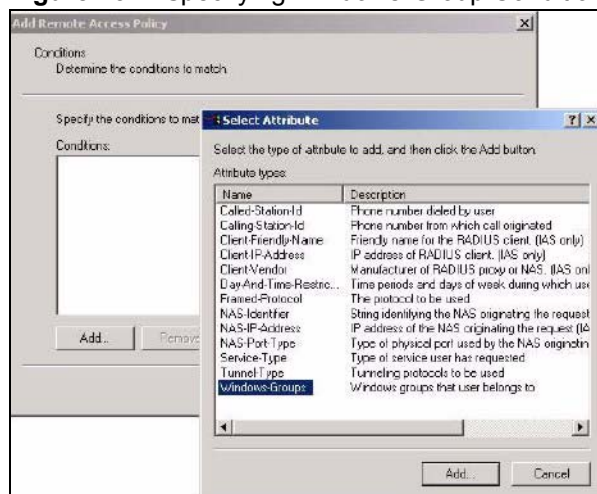 Add Remote Access Policy
Conditions
Determine the conditions to match.
Specify the conditions to mat
Conditions:
Add...
Remove
Select Attribute
Select the type of attribute to add, and then click the Add button.
Attribute types:
Name Description
Called-Station-Id Phone number dialed by user
Calling-Station-Id Phone number from which call originated
Client-Friendly-Name Friendly name for the RADIUS client. (IAS only)
Client-IP-Address IP address of RADIUS client. (IAS only)
Client-Vendor Manufacturer of RADIUS proxy or NAS. (IAS onl
Day-And-Time-Restric... Time periods and days of week during which use
Framed-Protocol The protocol to be used
NAS-Identifier String identifying the NAS originating the request
NAS-IP-Address IP address of the NAS originating the request (IA
NAS-Port-Type Type of physical port used by the NAS originatin
Service-Type Type of service user has requested
Tunnel-Type Tunneling protocols to be used
Windows-Groups Windows groups that user belongs to
Add... Cancel